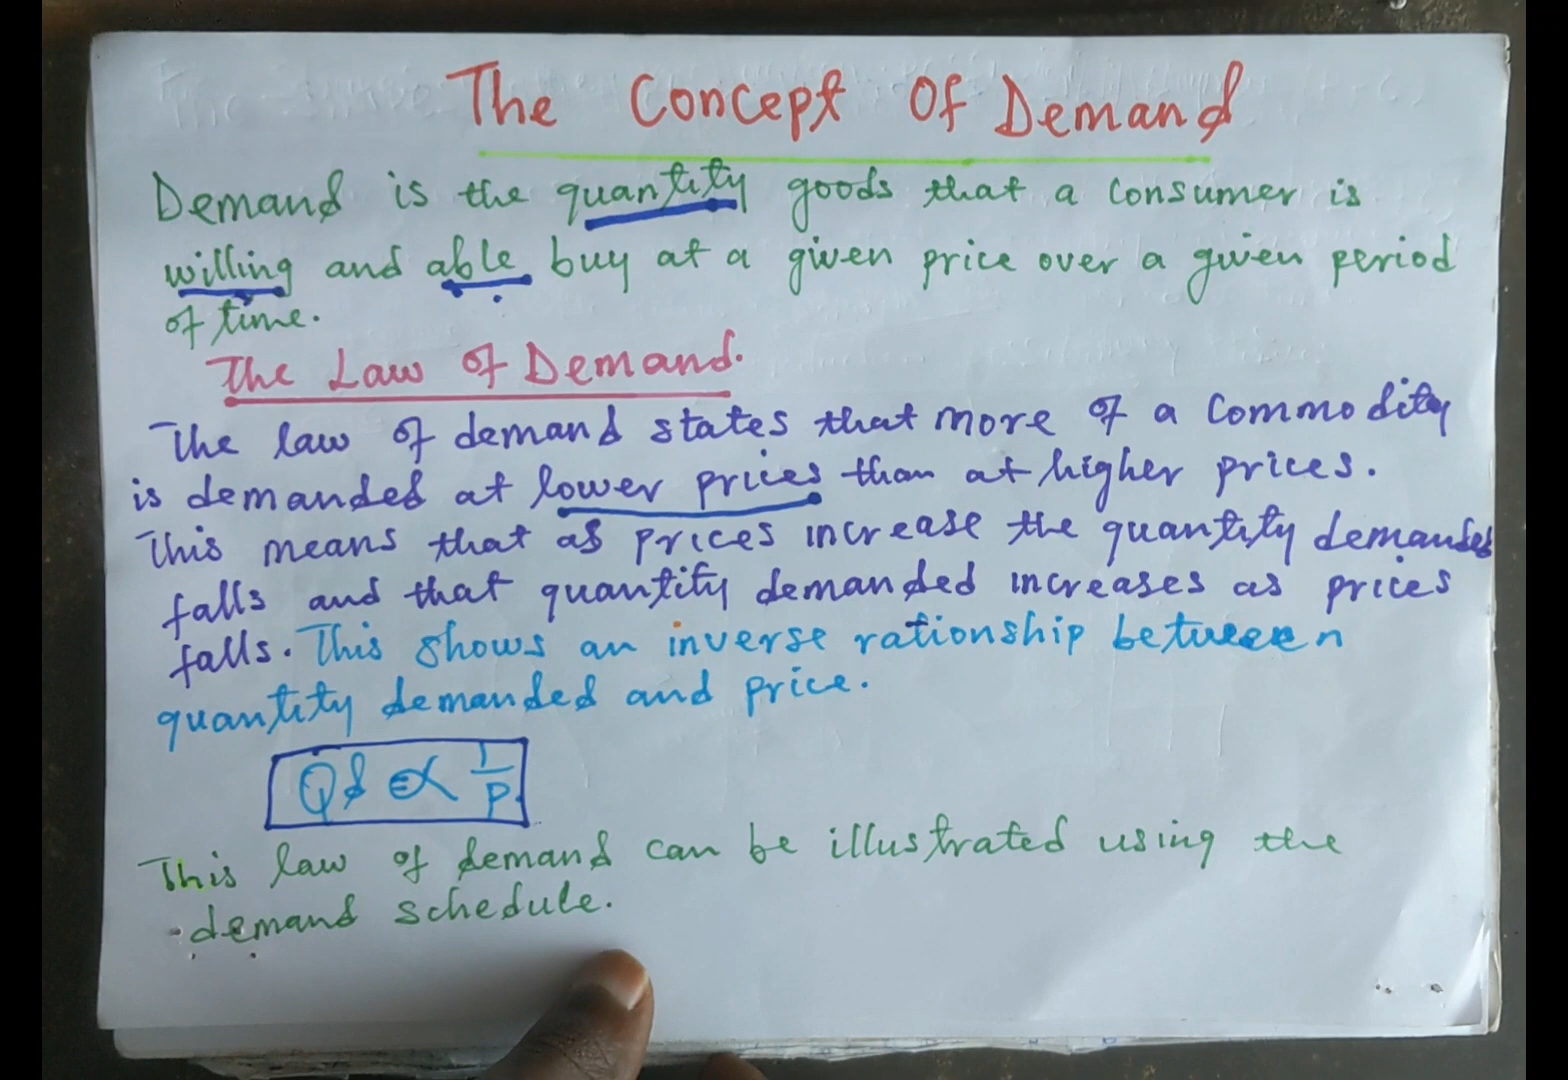 The Concept Of Demand
Demand is the quantity goods that a consumer is
willing and able buy at a given price over a given period
of time.
The Law of Demand.
The law of demand states that more of a commodity
is demanded at lower prices than at higher prices.
This means that as prices increase the quantity demanded
falls and that quantity demanded increases as prices
falls. This shows an inverse rationship between
quantity demanded and price.
Qd ∝ 1/P
This law of demand can be illustrated using the
demand schedule.